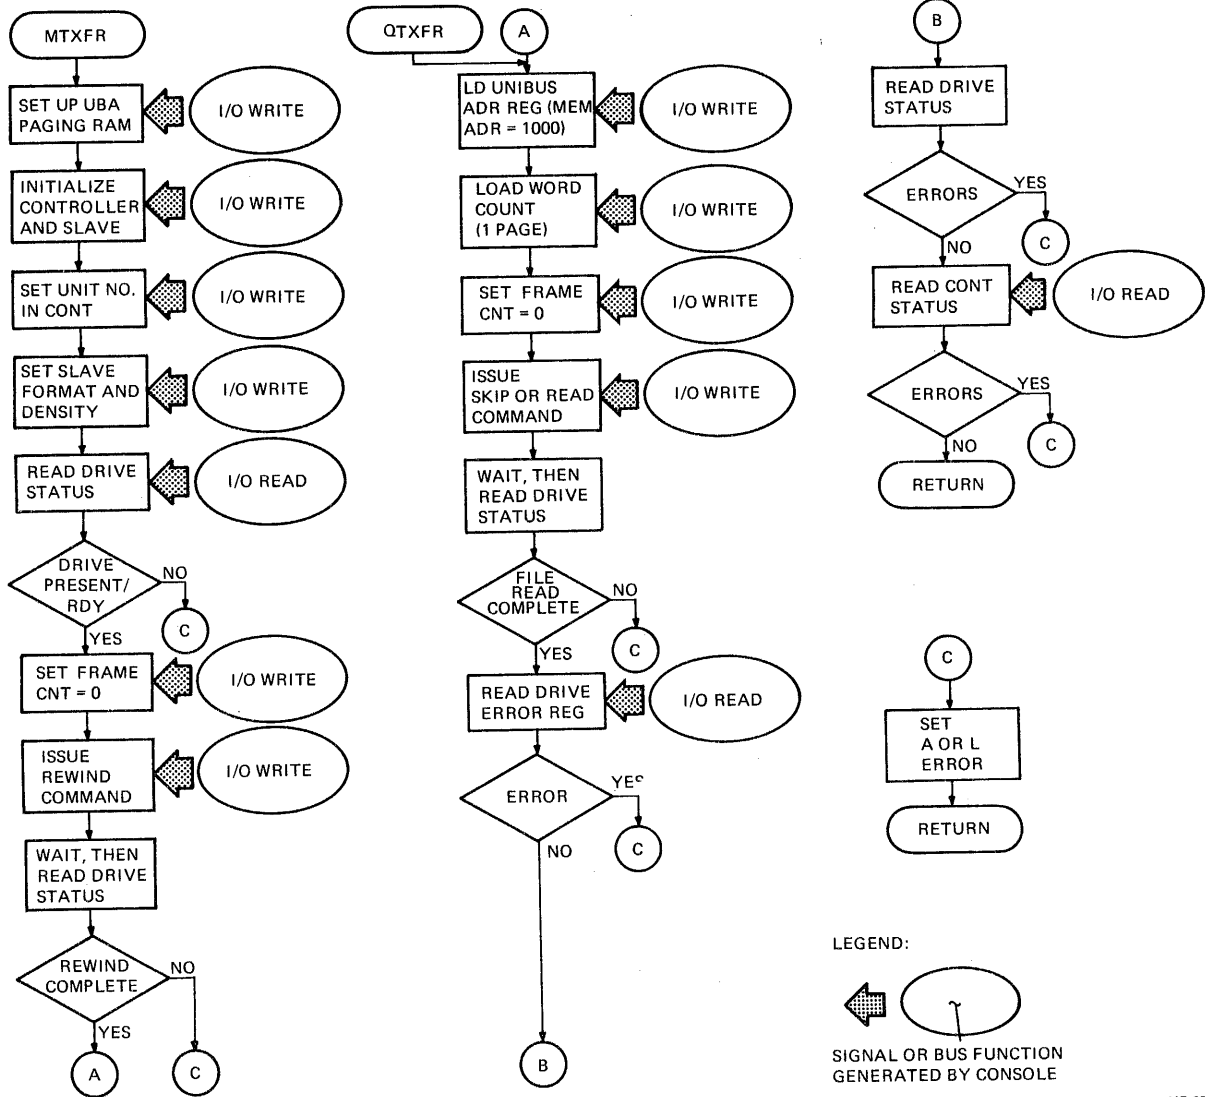 MTXFR
SET UP UBA
PAGING RAM
I/O WRITE
INITIALIZE
CONTROLLER
AND SLAVE
I/O WRITE
SET UNIT NO.
IN CONT
I/O WRITE
SET SLAVE
FORMAT AND
DENSITY
I/O WRITE
READ DRIVE
STATUS
I/O READ
DRIVE
PRESENT/
RDY
NO
C
YES
SET FRAME
CNT = 0
I/O WRITE
ISSUE
REWIND
COMMAND
I/O WRITE
WAIT, THEN
READ DRIVE
STATUS
REWIND
COMPLETE
NO
YES
A
C
QTXFR
A
LD UNIBUS
ADR REG (MEM
ADR = 1000)
I/O WRITE
LOAD WORD
COUNT
(1 PAGE)
I/O WRITE
SET FRAME
CNT = 0
I/O WRITE
ISSUE
SKIP OR READ
COMMAND
I/O WRITE
WAIT, THEN
READ DRIVE
STATUS
FILE
READ
COMPLETE
NO
C
YES
READ DRIVE
ERROR REG
I/O READ
ERROR
YES
C
NO
B
B
READ DRIVE
STATUS
ERRORS
YES
C
NO
READ CONT
STATUS
I/O READ
ERRORS
YES
C
NO
RETURN
C
SET
A OR L
ERROR
RETURN
LEGEND:
SIGNAL OR BUS FUNCTION
GENERATED BY CONSOLE